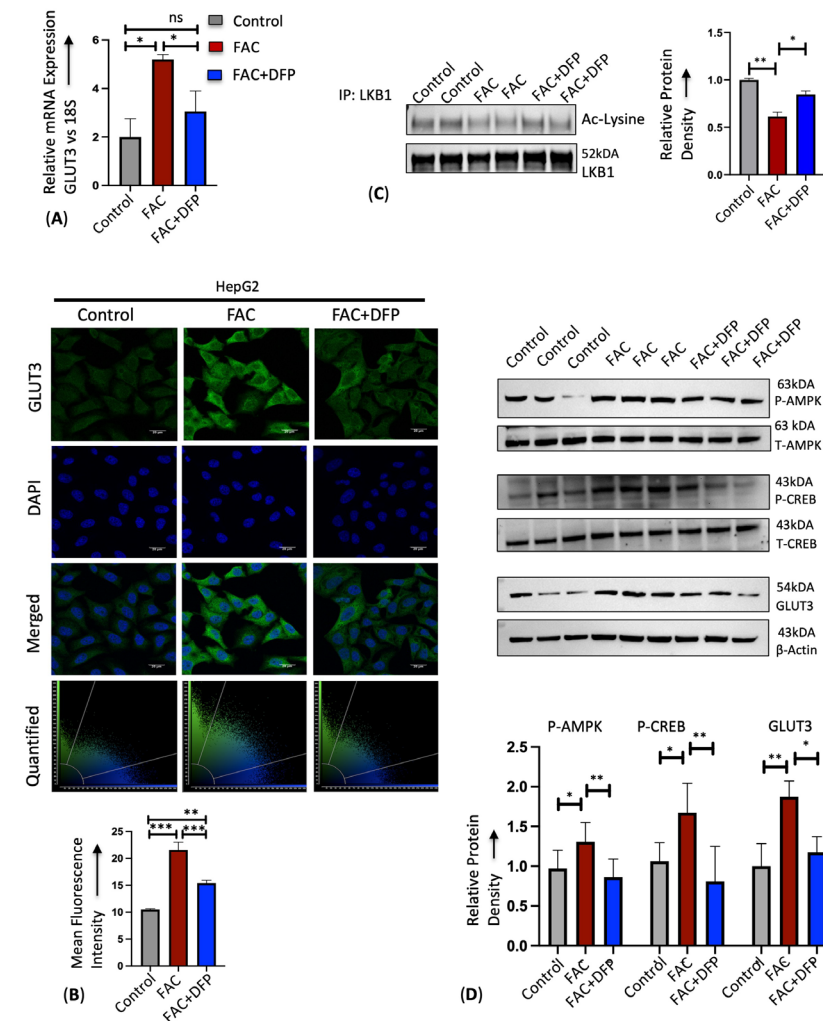 ns
Control
FAC
FAC+DFP
* *
Relative mRNA Expression
GLUT3 vs 18S
6
4
2
0
Control
FAC
FAC+DFP
(A)
IP: LKB1
Control
Control
FAC
FAC
FAC+DFP
FAC+DFP
Ac-Lysine
52kDA
LKB1
(C)
Relative Protein
Density
1.5
1.0
0.5
0.0
** *
Control
FAC
FAC+DFP
HepG2
Control FAC FAC+DFP
GLUT3
DAPI
Merged
Quantified
Mean Fluorescence
Intensity
25
20
15
10
5
0
**
*** ***
Control
FAC
FAC+DFP
(B)
Control
Control
Control
FAC
FAC
FAC
FAC+DFP
FAC+DFP
FAC+DFP
63kDA
P-AMPK
63 kDA
T-AMPK
43kDA
P-CREB
43kDA
T-CREB
54kDA
GLUT3
43kDA
β-Actin
P-AMPK P-CREB GLUT3
Relative Protein
Density
2.5
2.0
1.5
1.0
0.5
0.0
* ** * ** ** *
Control
FAC
FAC+DFP
Control
FAC
FAC+DFP
Control
FAC
FAC+DFP
(D)